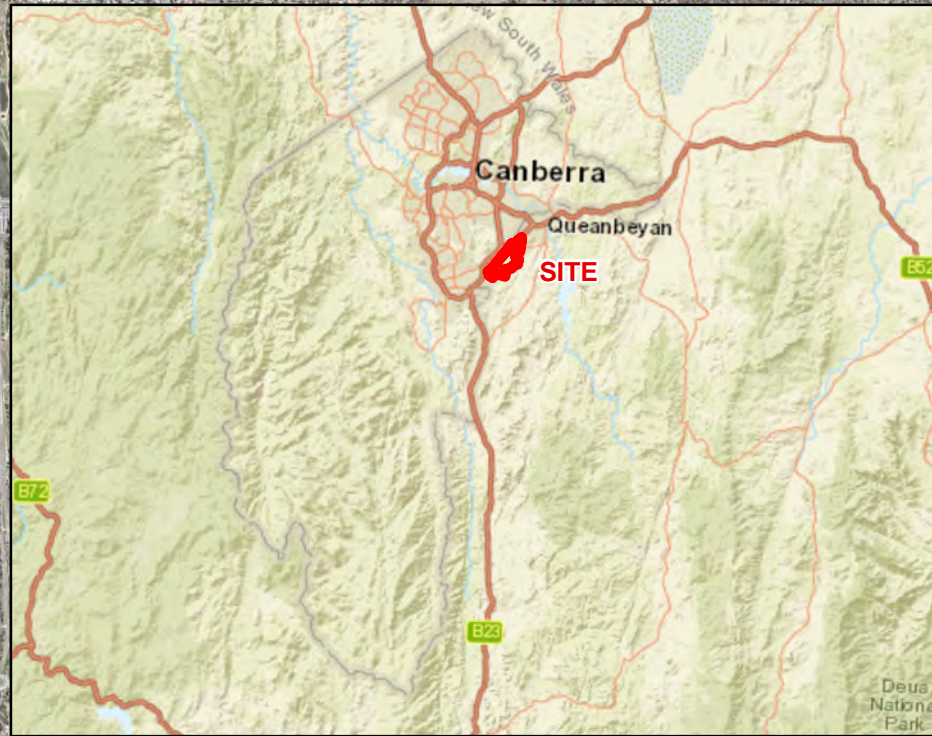 New South Wales
Canberra
Queanbeyan
SITE
B52
B72
B23
Deua
National
Park